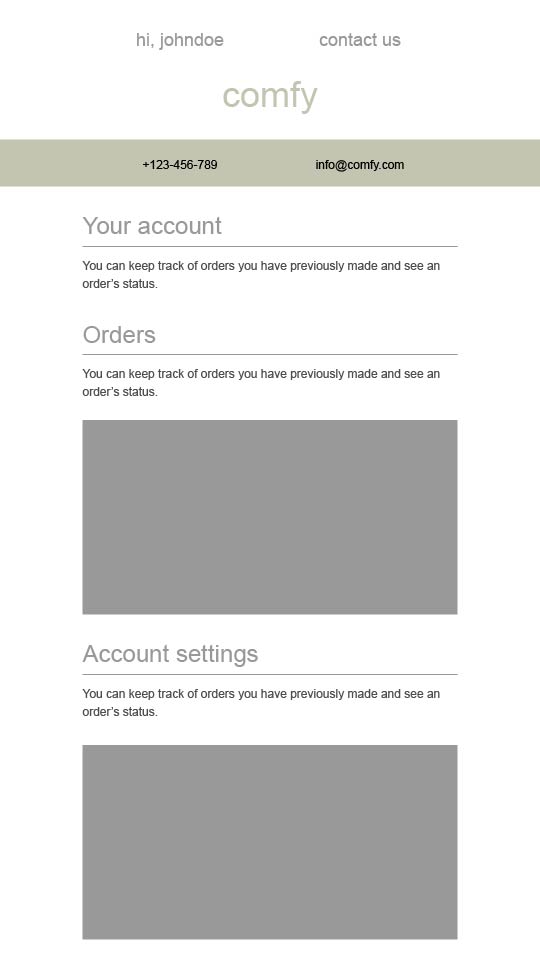 hi, johndoe contact us
comfy
+123-456-789 info@comfy.com
Your account
You can keep track of orders you have previously made and see an
order’s status.
Orders
You can keep track of orders you have previously made and see an
order’s status.
Account settings
You can keep track of orders you have previously made and see an
order’s status.